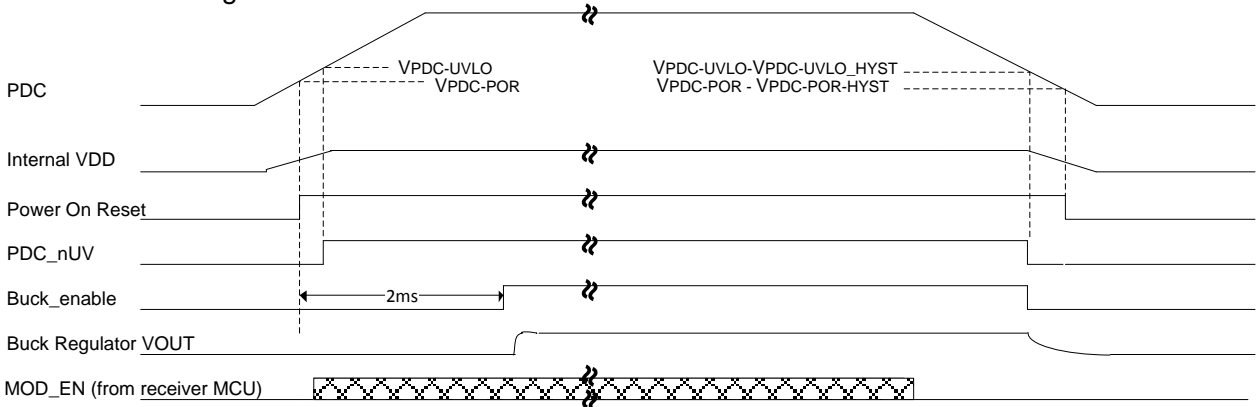 VPDC-UVLO
VPDC-UVLO-VPDC-UVLO_HYST
VPDC-POR
VPDC-POR - VPDC-POR-HYST
PDC
Internal VDD
Power On Reset
PDC_nUV
Buck_enable
2ms
Buck Regulator VOUT
MOD_EN (from receiver MCU)